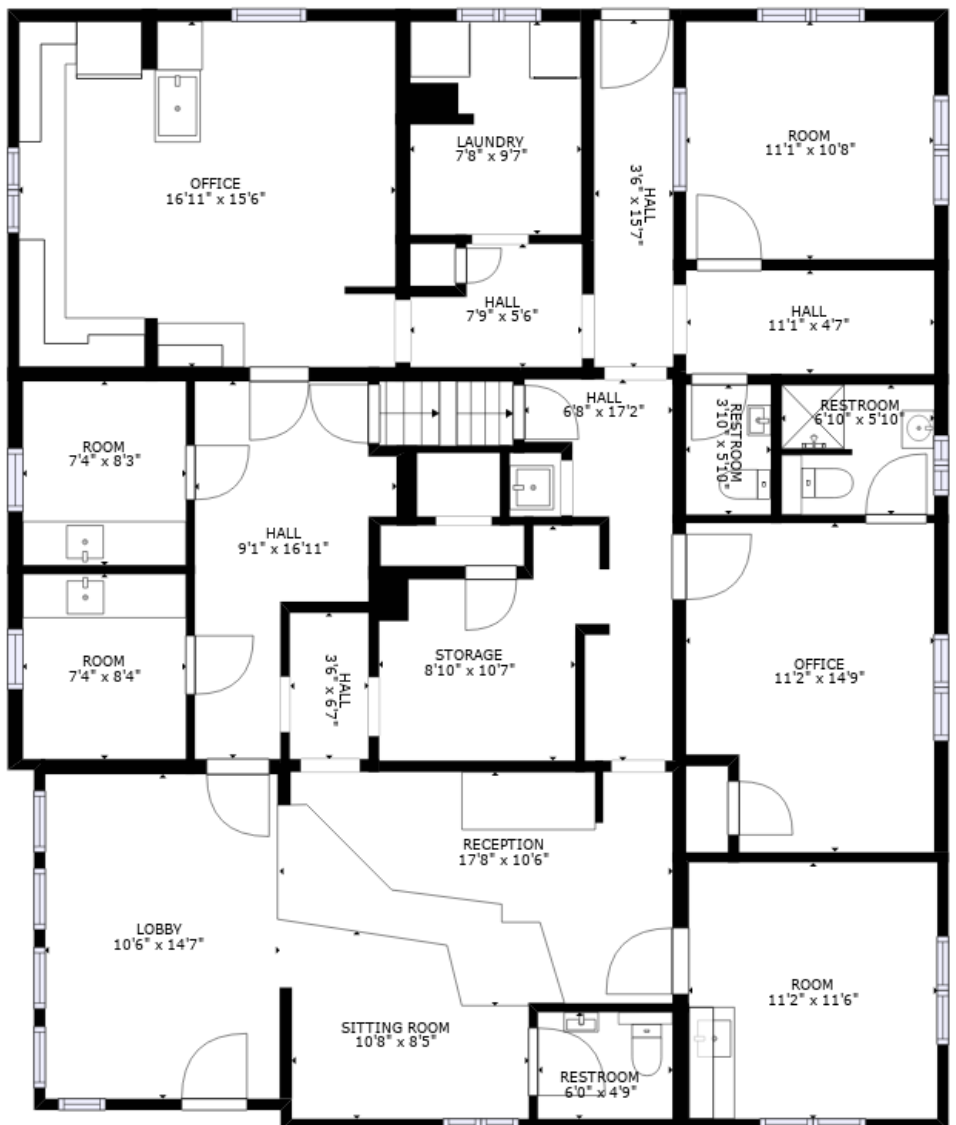 OFFICE
16'11" x 15'6"
LAUNDRY
7'8" x 9'7"
HALL
3'6" x 15'7"
ROOM
11'1" x 10'8"
HALL
7'9" x 5'6"
HALL
11'1" x 4'7"
ROOM
7'4" x 8'3"
HALL
6'8" x 17'2"
RESTROOM
3'10" x 5'10"
RESTROOM
6'10" x 5'10"
HALL
9'1" x 16'11"
ROOM
7'4" x 8'4"
HALL
3'6" x 6'7"
STORAGE
8'10" x 10'7"
OFFICE
11'2" x 14'9"
RECEPTION
17'8" x 10'6"
LOBBY
10'6" x 14'7"
ROOM
11'2" x 11'6"
SITTING ROOM
10'8" x 8'5"
RESTROOM
6'0" x 4'9"